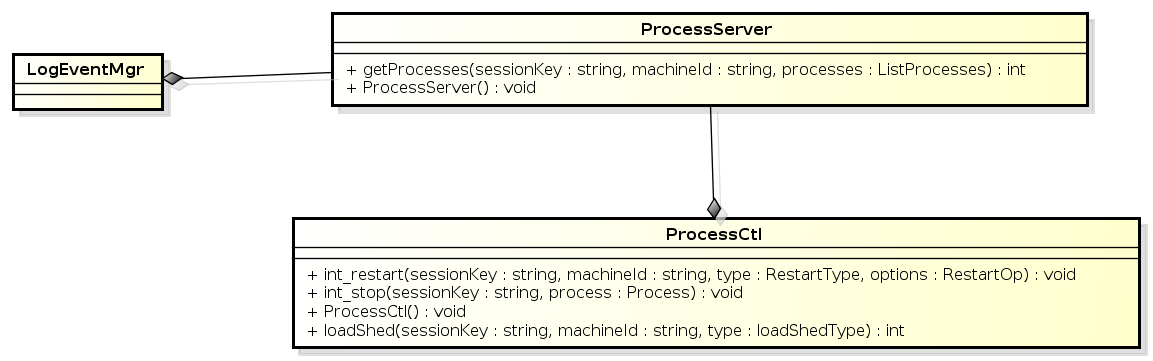 ProcessServer
LogEventMgr
+ getProcesses(sessionKey : string, machineId : string, processes : ListProcesses) : int
+ ProcessServer() : void
ProcessCtl
+ int_restart(sessionKey : string, machineId : string, type : RestartType, options : RestartOp) : void
+ int_stop(sessionKey : string, process : Process) : void
+ ProcessCtl() : void
+ loadShed(sessionKey : string, machineId : string, type : loadShedType) : int